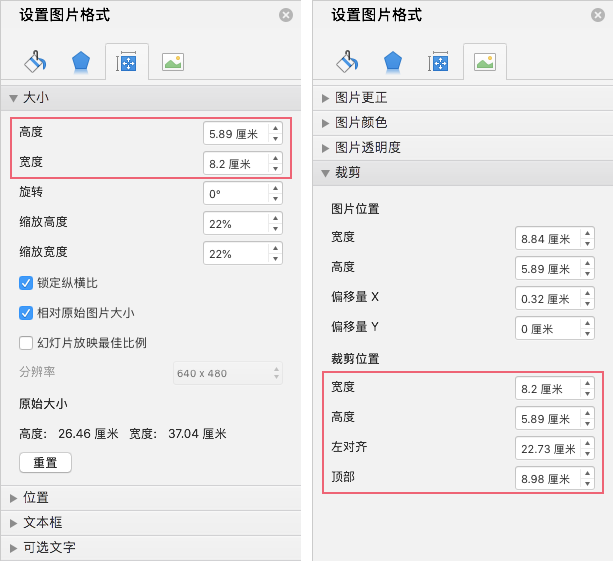 设置图片格式
大小
高度 5.89 厘米
宽度 8.2 厘米
旋转 0°
缩放高度 22%
缩放宽度 22%
锁定纵横比
相对原始图片大小
幻灯片放映最佳比例
分辨率 640 x 480
原始大小
高度: 26.46 厘米 宽度: 37.04 厘米
重置
位置
文本框
可选文字
设置图片格式
图片更正
图片颜色
图片透明度
裁剪
图片位置
宽度 8.84 厘米
高度 5.89 厘米
偏移量 X 0.32 厘米
偏移量 Y 0 厘米
裁剪位置
宽度 8.2 厘米
高度 5.89 厘米
左对齐 22.73 厘米
顶部 8.98 厘米